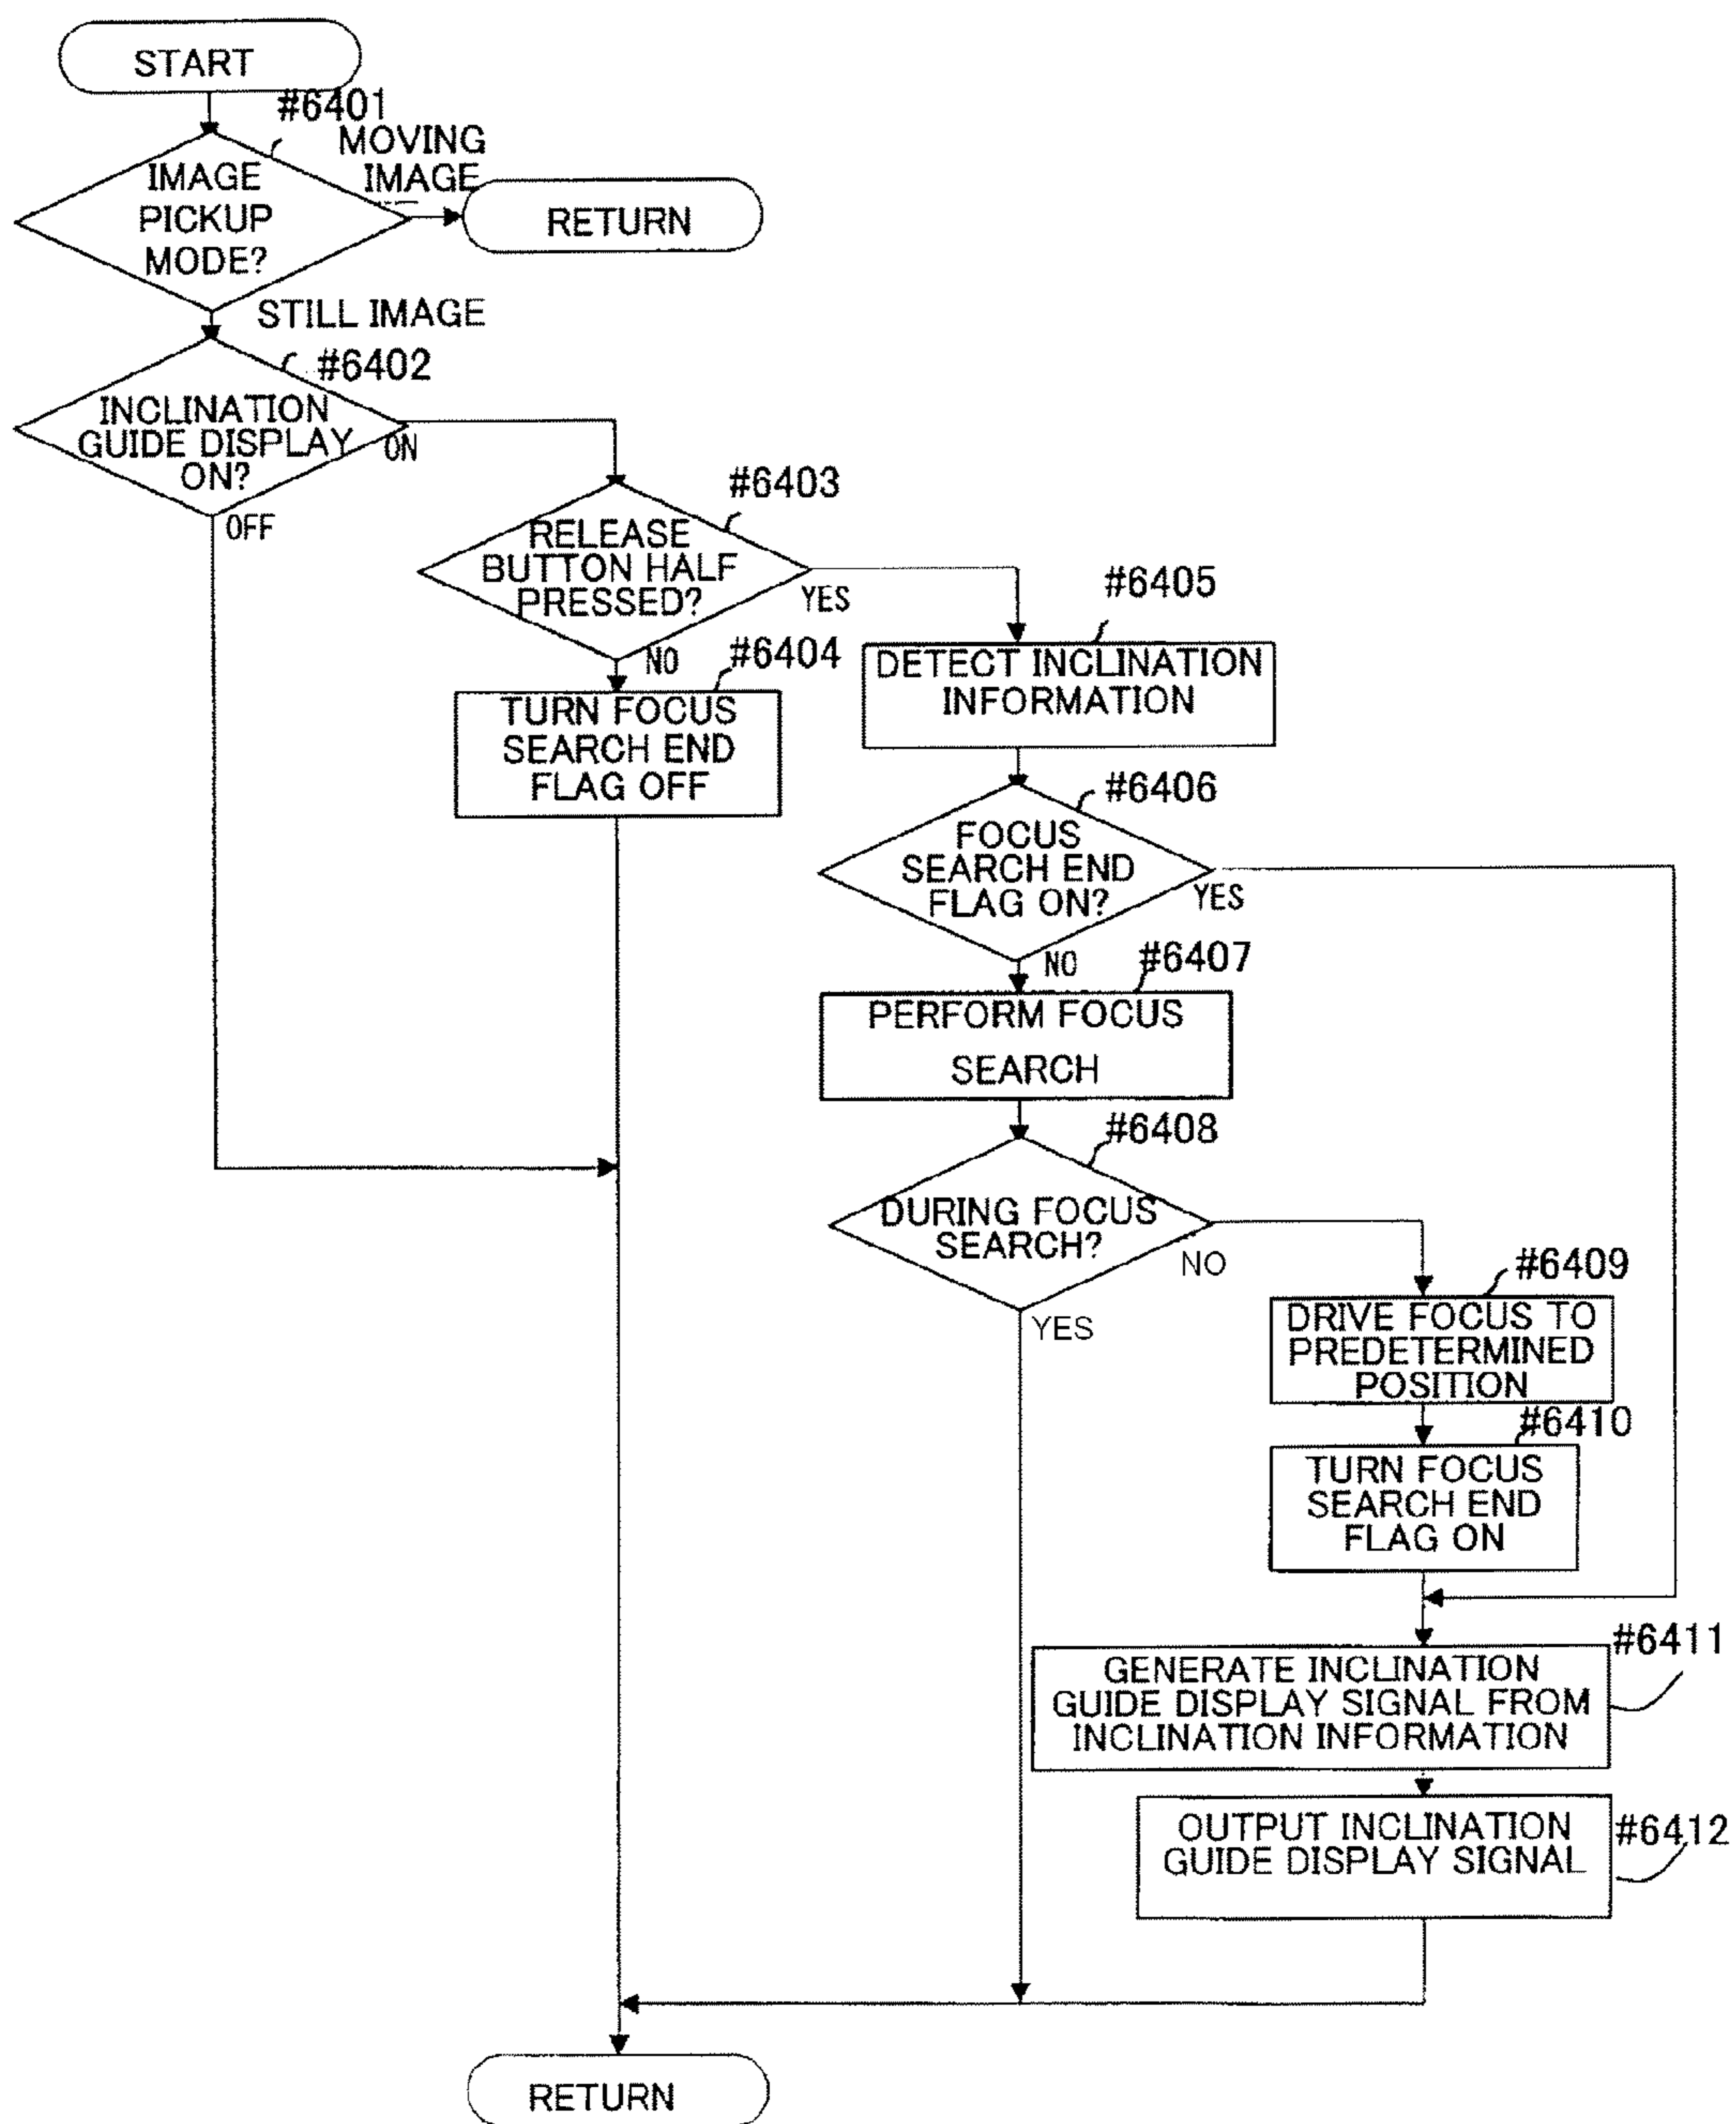 START
#6401
MOVING
IMAGE
IMAGE
PICKUP
MODE?
RETURN
STILL IMAGE
#6402
INCLINATION
GUIDE DISPLAY
ON?
ON
OFF
#6403
RELEASE
BUTTON HALF
PRESSED?
YES
NO
#6404
TURN FOCUS
SEARCH END
FLAG OFF
#6405
DETECT INCLINATION
INFORMATION
#6406
FOCUS
SEARCH END
FLAG ON?
YES
NO
#6407
PERFORM FOCUS
SEARCH
#6408
DURING FOCUS
SEARCH?
NO
YES
#6409
DRIVE FOCUS TO
PREDETERMINED
POSITION
#6410
TURN FOCUS
SEARCH END
FLAG ON
#6411
GENERATE INCLINATION
GUIDE DISPLAY SIGNAL FROM
INCLINATION INFORMATION
#6412
OUTPUT INCLINATION
GUIDE DISPLAY SIGNAL
RETURN